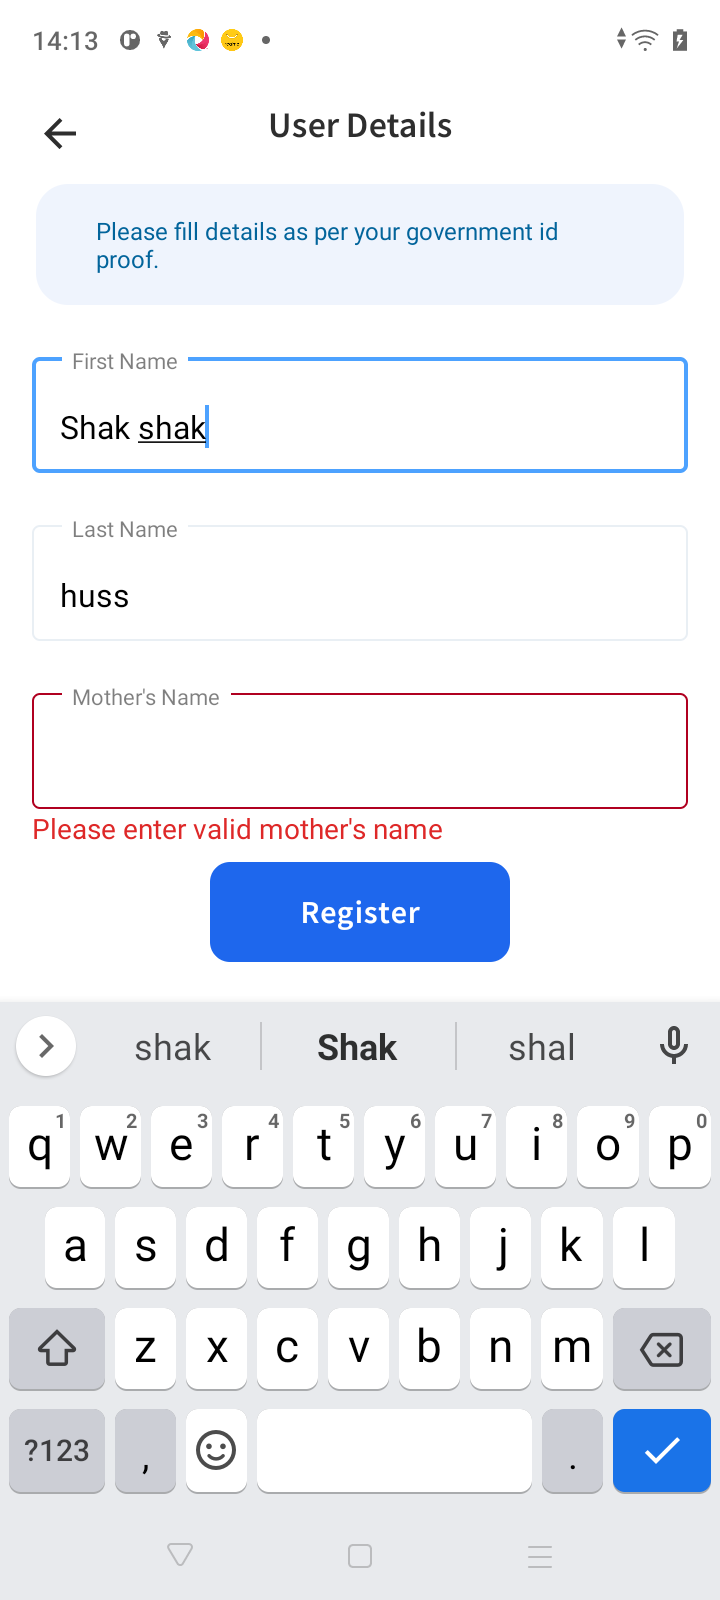 14:13
User Details
Please fill details as per your government id
proof.
First Name
Shak shak
Last Name
huss
Mother's Name
Please enter valid mother's name
Register
shak Shak shal
q1 w2 e3 r4 t5 y6 u7 i8 o9 p0
a s d f g h j k l
z x c v b n m
?123 , .